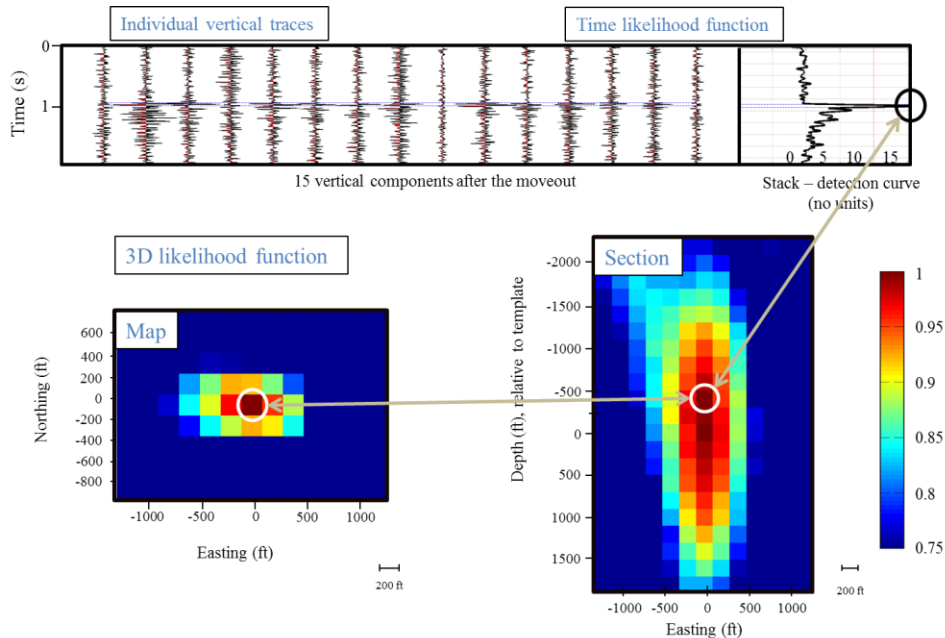 Individual vertical traces
Time likelihood function
0
1
Time (s)
0 5 10 15
15 vertical components after the moveout
Stack – detection curve
(no units)
3D likelihood function
Map
600
400
200
0
-200
-400
-600
-800
Northing (ft)
-1000 -500 0 500 1000
Easting (ft)
200 ft
Section
-2000
-1500
-1000
-500
0
500
1000
1500
Depth (ft), relative to template
-1000 -500 0 500 1000
Easting (ft)
200 ft
1
0.95
0.9
0.85
0.8
0.75